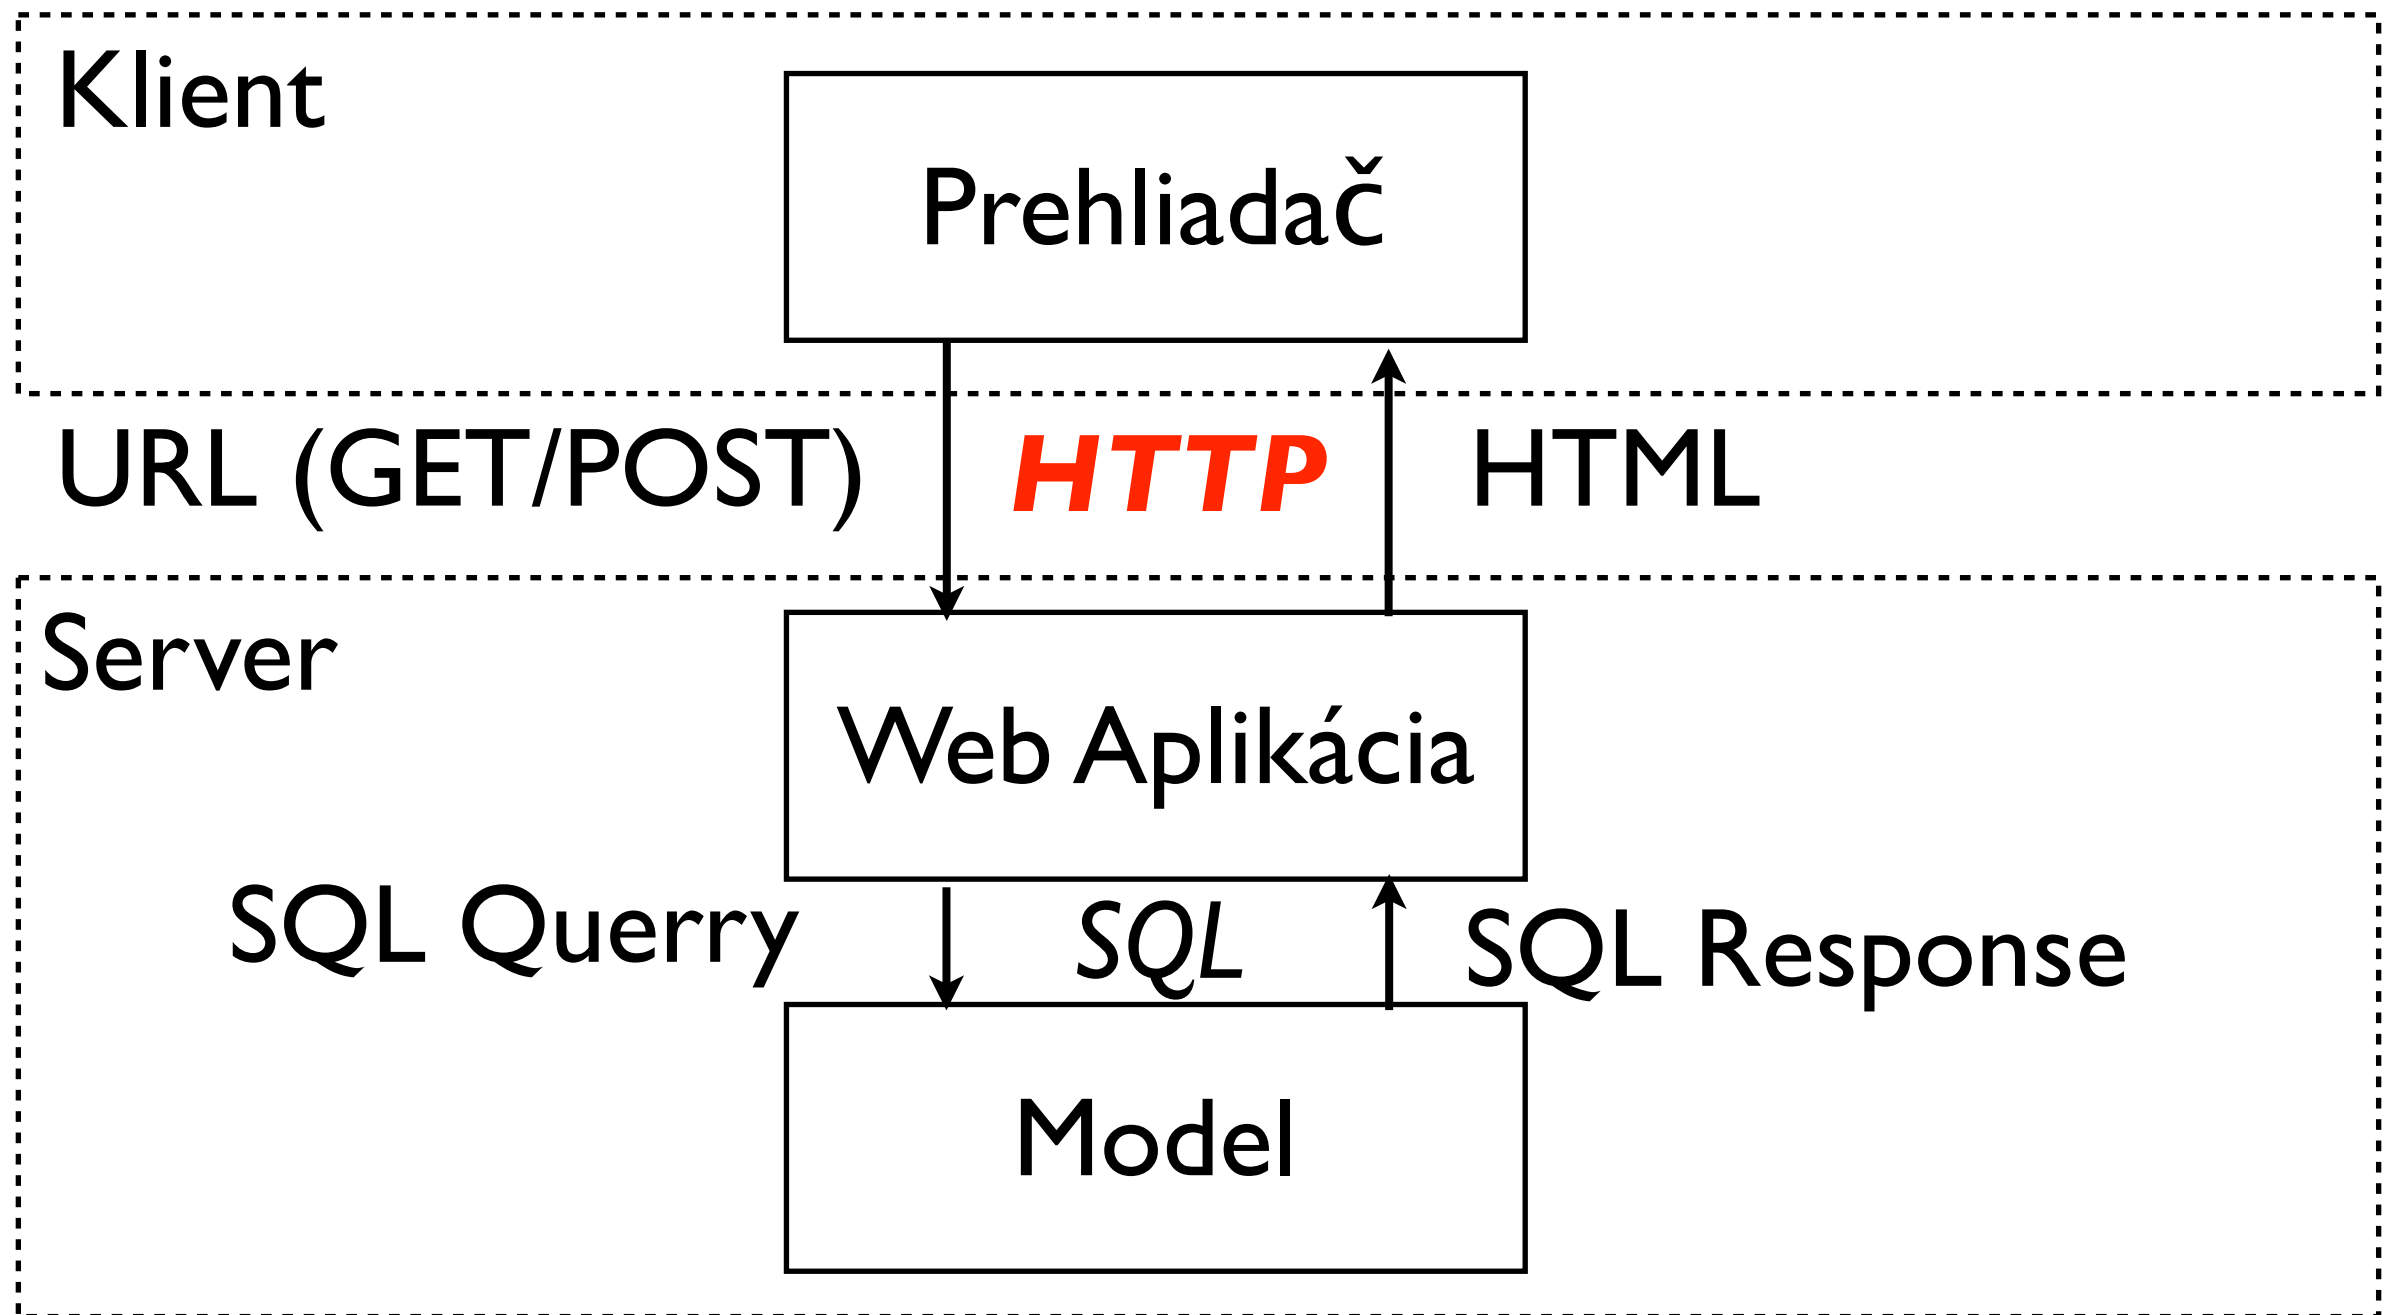 Klient
Prehliadač
URL (GET/POST)
HTTP
HTML
Server
Web Aplikácia
SQL Querry
SQL
SQL Response
Model